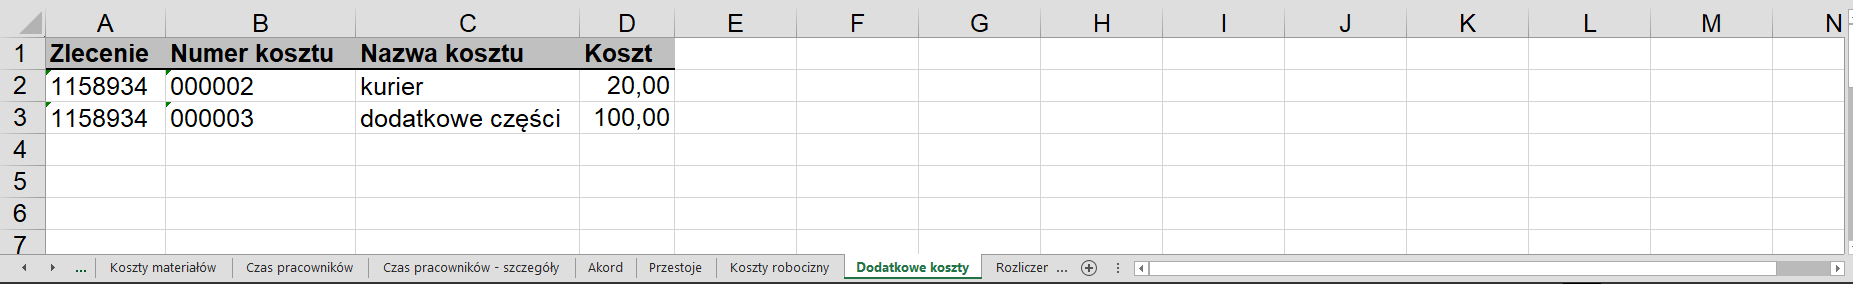 A B C D E F G H I J K L M N
1 Zlecenie Numer kosztu Nazwa kosztu Koszt
2 1158934 000002 kurier 20,00
3 1158934 000003 dodatkowe części 100,00
4
5
6
7
... Koszty materiałów Czas pracowników Czas pracowników - szczegóły Akord Przestoje Koszty robocizny Dodatkowe koszty Rozliczer ...